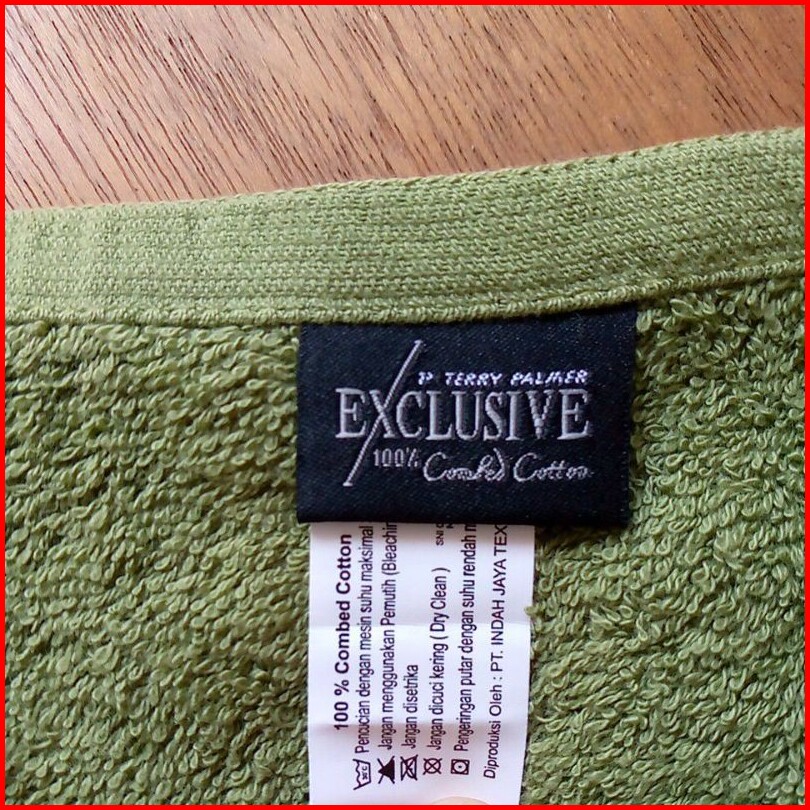 TERRY PALMER
EXCLUSIVE
100% Combed Cotton
100 % Combed Cotton
Pencucian dengan mesin suhu maksimal
Jangan menggunakan Pemutih (Bleachin
Jangan disetrika
Jangan dicuci kering ( Dry Clean )
SNI
Pengeringan putar dengan suhu rendah m
Diproduksi Oleh : PT. INDAH JAYA TEX